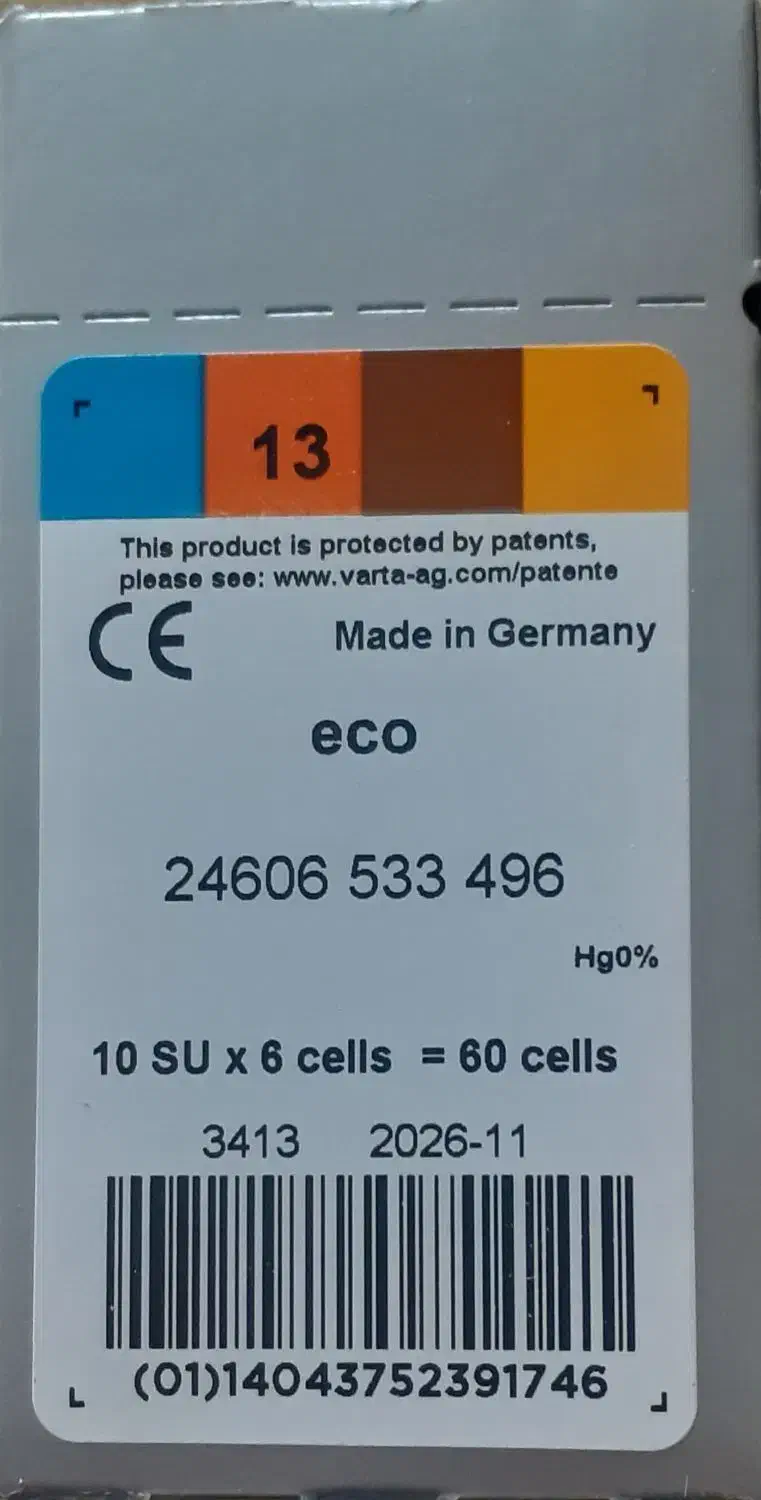 13
This product is protected by patents,
please see: www.varta-ag.com/patente
CE
Made in Germany
eco
24606 533 496
Hg0%
10 SU x 6 cells = 60 cells
3413 2026-11
(01)14043752391746